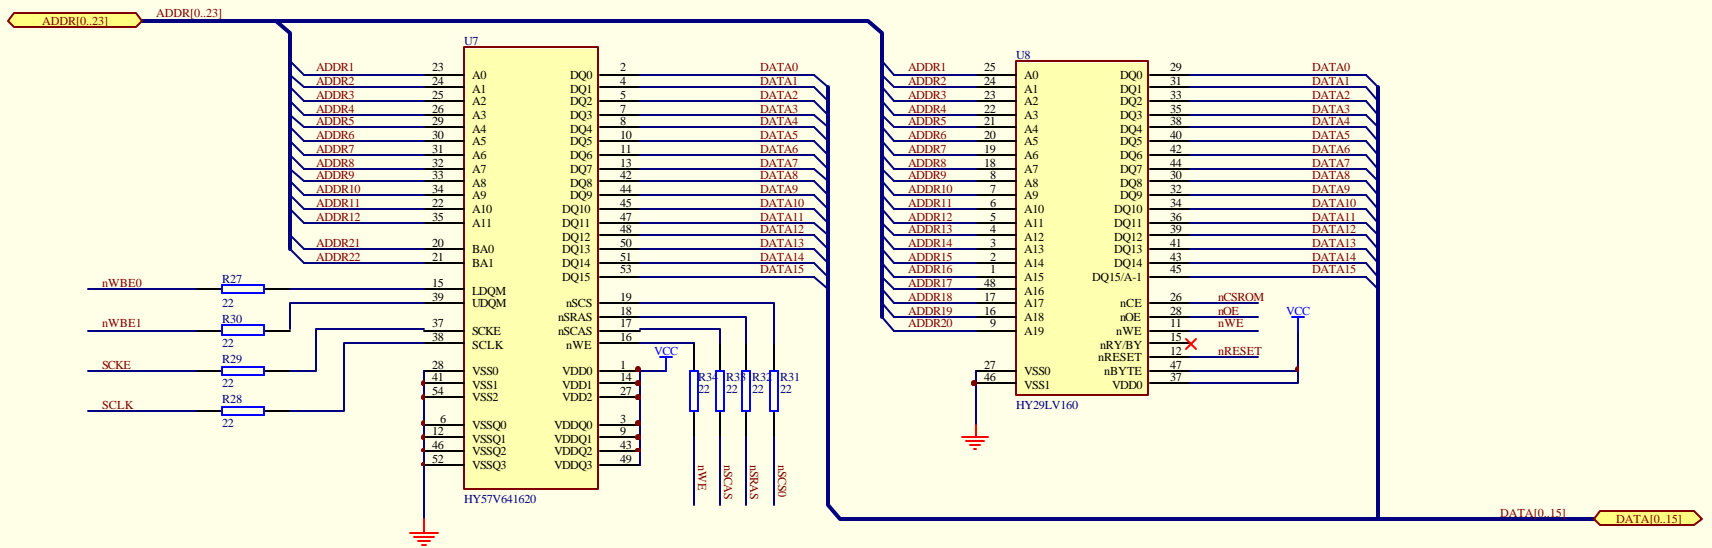 ADDR[0..23] ADDR[0..23]
U7
U8
ADDR1 23 A0 DQ0 2 DATA0 ADDR1 25 A0 DQ0 29 DATA0
ADDR2 24 A1 DQ1 4 DATA1 ADDR2 24 A1 DQ1 31 DATA1
ADDR3 25 A2 DQ2 5 DATA2 ADDR3 23 A2 DQ2 33 DATA2
ADDR4 26 A3 DQ3 7 DATA3 ADDR4 22 A3 DQ3 35 DATA3
ADDR5 29 A4 DQ4 8 DATA4 ADDR5 21 A4 DQ4 38 DATA4
ADDR6 30 A5 DQ5 10 DATA5 ADDR6 20 A5 DQ5 40 DATA5
ADDR7 31 A6 DQ6 11 DATA6 ADDR7 19 A6 DQ6 42 DATA6
ADDR8 32 A7 DQ7 13 DATA7 ADDR8 18 A7 DQ7 44 DATA7
ADDR9 33 A8 DQ8 42 DATA8 ADDR9 8 A8 DQ8 30 DATA8
ADDR10 34 A9 DQ9 44 DATA9 ADDR10 7 A9 DQ9 32 DATA9
ADDR11 22 A10 DQ10 45 DATA10 ADDR11 6 A10 DQ10 34 DATA10
ADDR12 35 A11 DQ11 47 DATA11 ADDR12 5 A11 DQ11 36 DATA11
DQ12 48 DATA12 ADDR13 4 A12 DQ12 39 DATA12
ADDR21 20 BA0 DQ13 50 DATA13 ADDR14 3 A13 DQ13 41 DATA13
ADDR22 21 BA1 DQ14 51 DATA14 ADDR15 2 A14 DQ14 43 DATA14
DQ15 53 DATA15 ADDR16 1 A15 DQ15/A-1 45 DATA15
nWBE0 R27 22 15 LDQM ADDR17 48 A16
39 UDQM nSCS 19 ADDR18 17 A17 nCE 26 nCSROM
nSRAS 18 ADDR19 16 A18 nOE 28 nOE VCC
nWBE1 R30 22 37 SCKE nSCAS 17 ADDR20 9 A19 nWE 11 nWE
38 SCLK nWE 16 nRY/BY 15
VCC nRESET 12 nRESET
SCKE R29 22 28 VSS0 VDD0 1 R34 22 R33 22 R32 22 R31 22 27 VSS0 nBYTE 47
41 VSS1 VDD1 14 46 VSS1 VDD0 37
54 VSS2 VDD2 27
SCLK R28 22
HY29LV160
6 VSSQ0 VDDQ0 3
12 VSSQ1 VDDQ1 9
46 VSSQ2 VDDQ2 43
52 VSSQ3 VDDQ3 49
nWE nSCAS nSRAS nSCS0
HY57V641620
DATA[0..15] DATA[0..15]